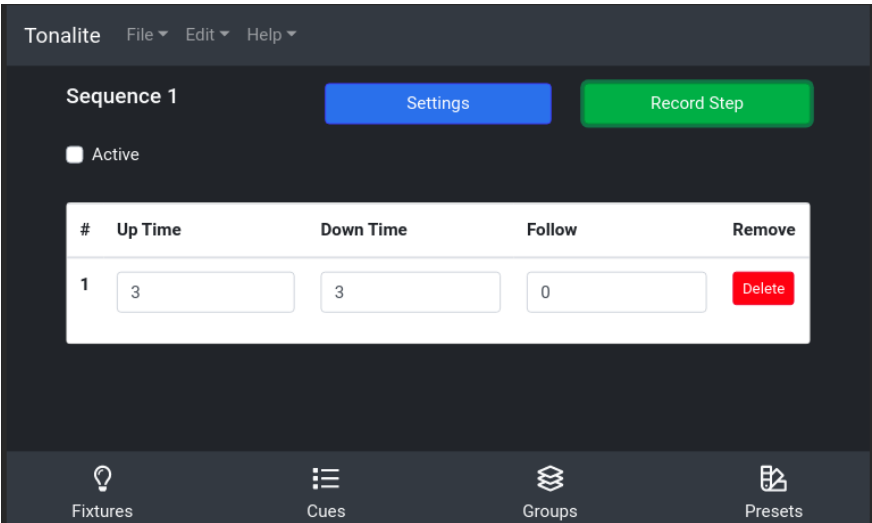 Tonalite File Edit Help
Sequence 1 Settings Record Step
Active
# Up Time Down Time Follow Remove
1 3 3 0 Delete
Fixtures Cues Groups Presets